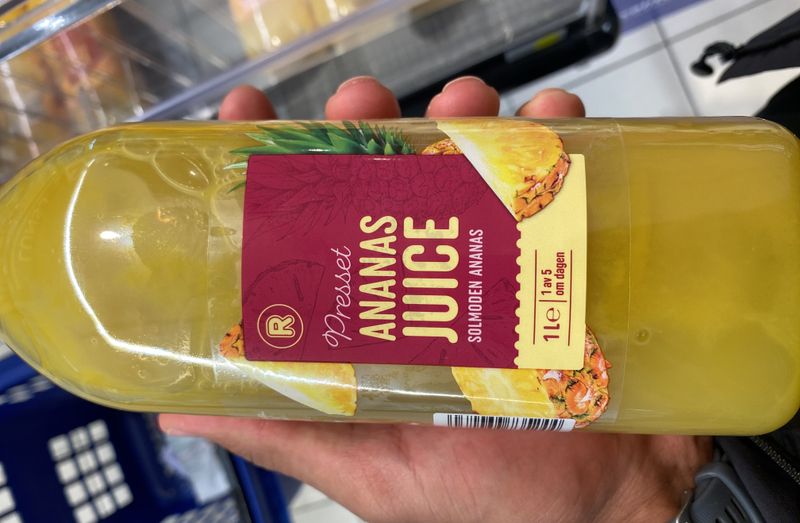 R
Presset
ANANAS
JUICE
SOLMODEN ANANAS
1L℮
1 av 5
om dagen